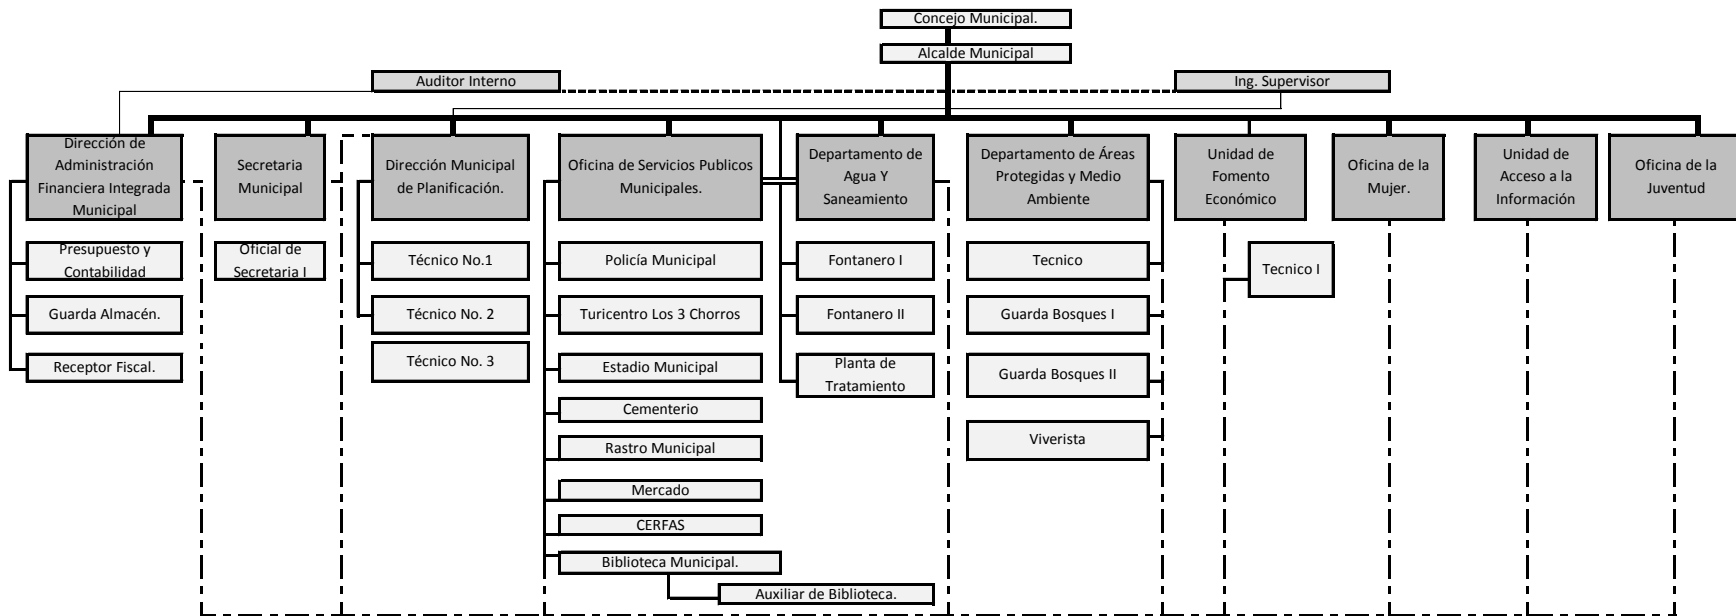 Concejo Municipal.
Alcalde Municipal
Auditor Interno
Ing. Supervisor
Dirección de
Administración
Financiera Integrada
Municipal
Secretaria
Municipal
Dirección Municipal
de Planificación.
Oficina de Servicios Publicos
Municipales.
Departamento de
Agua Y
Saneamiento
Departamento de Áreas
Protegidas y Medio
Ambiente
Unidad de
Fomento
Económico
Oficina de la
Mujer.
Unidad de
Acceso a la
Información
Oficina de la
Juventud
Presupuesto y
Contabilidad
Oficial de
Secretaria I
Técnico No.1
Policía Municipal
Fontanero I
Tecnico
Tecnico I
Guarda Almacén.
Técnico No. 2
Turicentro Los 3 Chorros
Fontanero II
Guarda Bosques I
Receptor Fiscal.
Técnico No. 3
Estadio Municipal
Planta de
Tratamiento
Guarda Bosques II
Cementerio
Viverista
Rastro Municipal
Mercado
CERFAS
Biblioteca Municipal.
Auxiliar de Biblioteca.